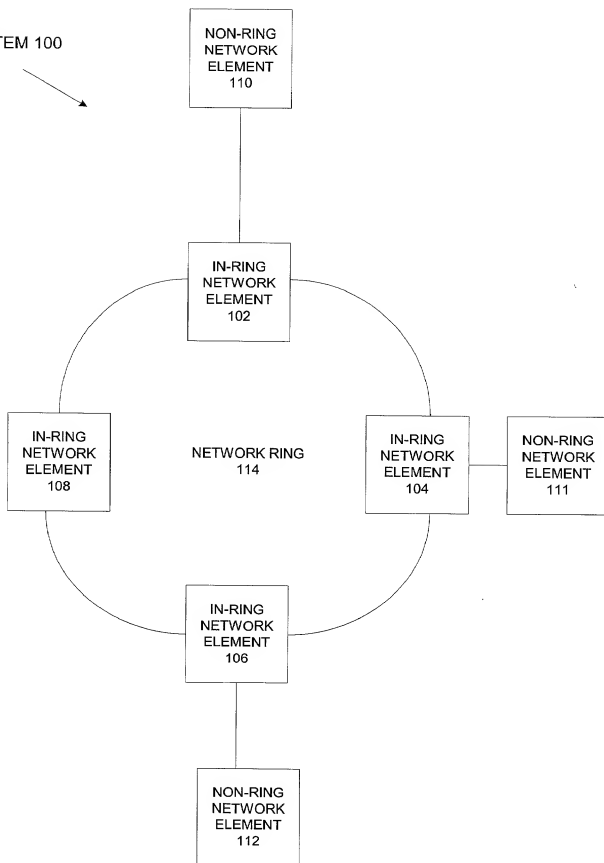 TEM 100
NON-RING
NETWORK
ELEMENT
110
IN-RING
NETWORK
ELEMENT
102
IN-RING
NETWORK
ELEMENT
108
NETWORK RING
114
IN-RING
NETWORK
ELEMENT
104
NON-RING
NETWORK
ELEMENT
111
IN-RING
NETWORK
ELEMENT
106
NON-RING
NETWORK
ELEMENT
112